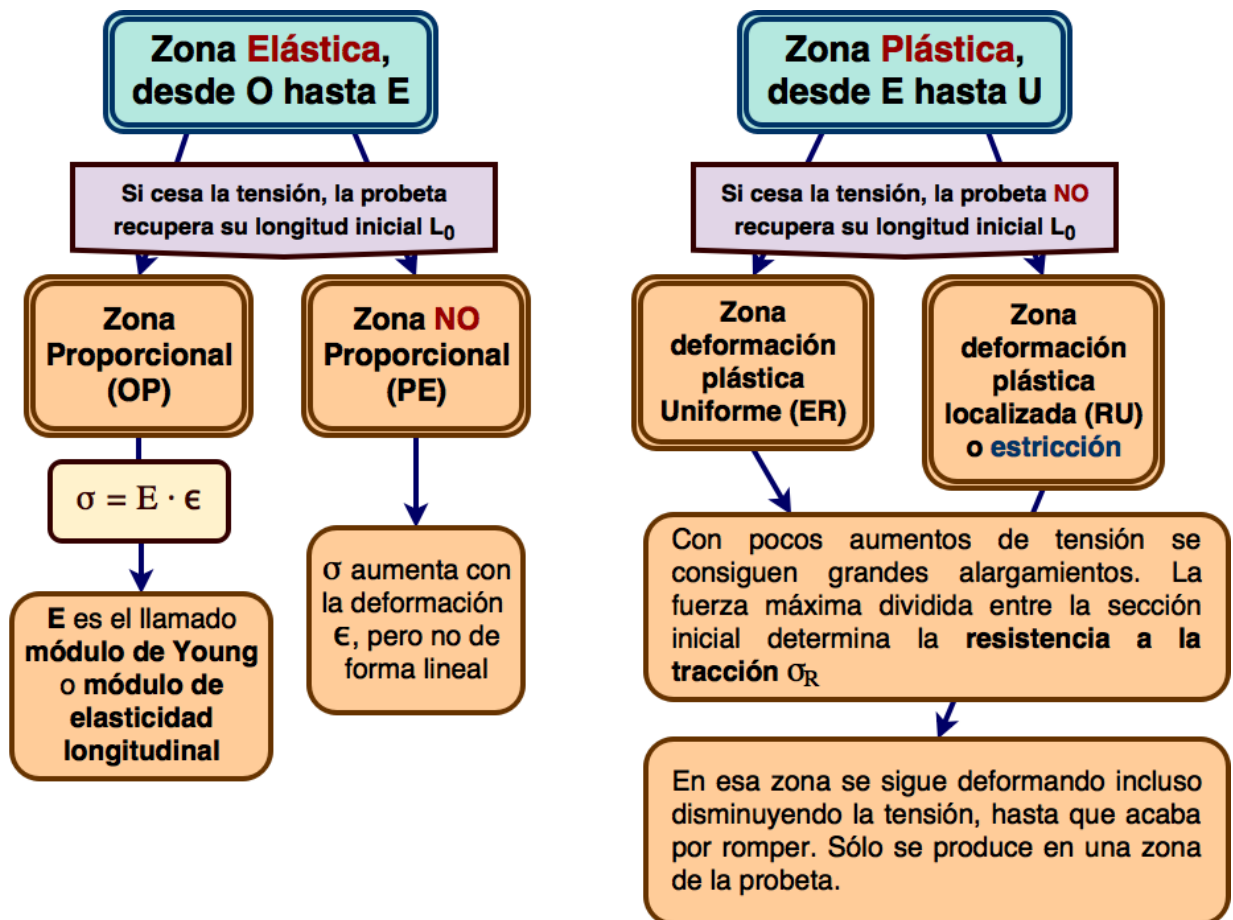 Zona Elástica,
desde O hasta E
Si cesa la tensión, la probeta
recupera su longitud inicial L₀
Zona
Proporcional
(OP)
σ = E · ϵ
E es el llamado
módulo de Young
o módulo de
elasticidad
longitudinal
Zona NO
Proporcional
(PE)
σ aumenta con
la deformación
ϵ, pero no de
forma lineal
Zona Plástica,
desde E hasta U
Si cesa la tensión, la probeta NO
recupera su longitud inicial L₀
Zona
deformación
plástica
Uniforme (ER)
Zona
deformación
plástica
localizada (RU)
o estricción
Con pocos aumentos de tensión se
consiguen grandes alargamientos. La
fuerza máxima dividida entre la sección
inicial determina la resistencia a la
tracción σR
En esa zona se sigue deformando incluso
disminuyendo la tensión, hasta que acaba
por romper. Sólo se produce en una zona
de la probeta.